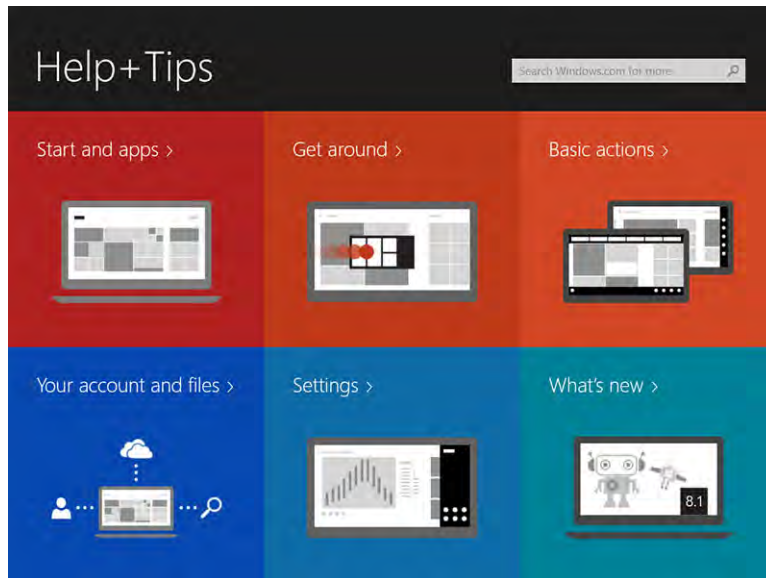 Help+Tips
Search Windows.com for more
Start and apps >
Get around >
Basic actions >
Your account and files >
Settings >
What's new >
8.1